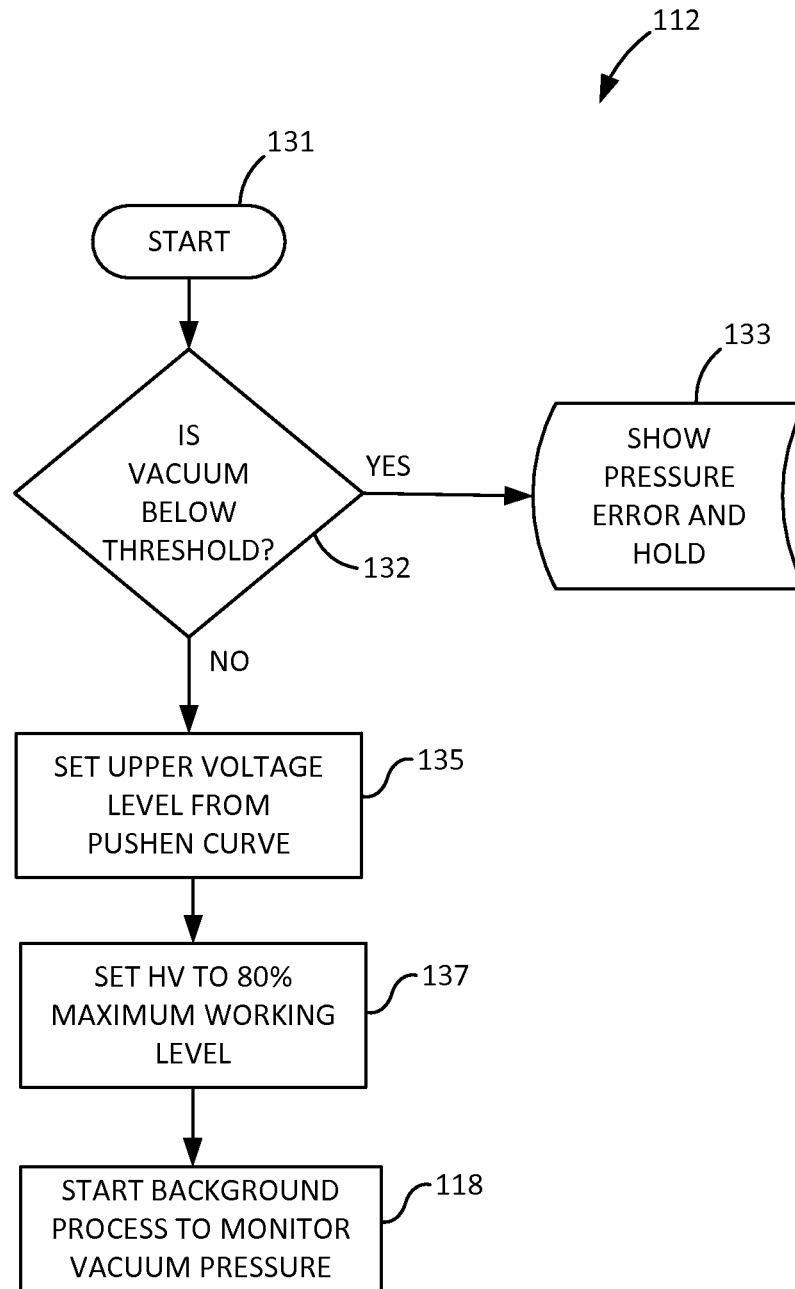 112
131
START
IS
VACUUM
BELOW
THRESHOLD?
132
YES
133
SHOW
PRESSURE
ERROR AND
HOLD
NO
SET UPPER VOLTAGE
LEVEL FROM
PUSHEN CURVE
135
SET HV TO 80%
MAXIMUM WORKING
LEVEL
137
START BACKGROUND
PROCESS TO MONITOR
VACUUM PRESSURE
118